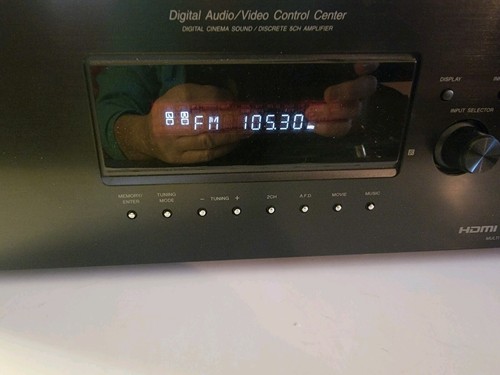 Digital Audio/Video Control Center
DIGITAL CINEMA SOUND / DISCRETE 6CH AMPLIFIER
DISPLAY
INPUT SELECTOR
FM 105.30
MEMORY/
ENTER
TUNING
MODE
– TUNING +
2CH
A.F.D.
MOVIE
MUSIC
HDMI